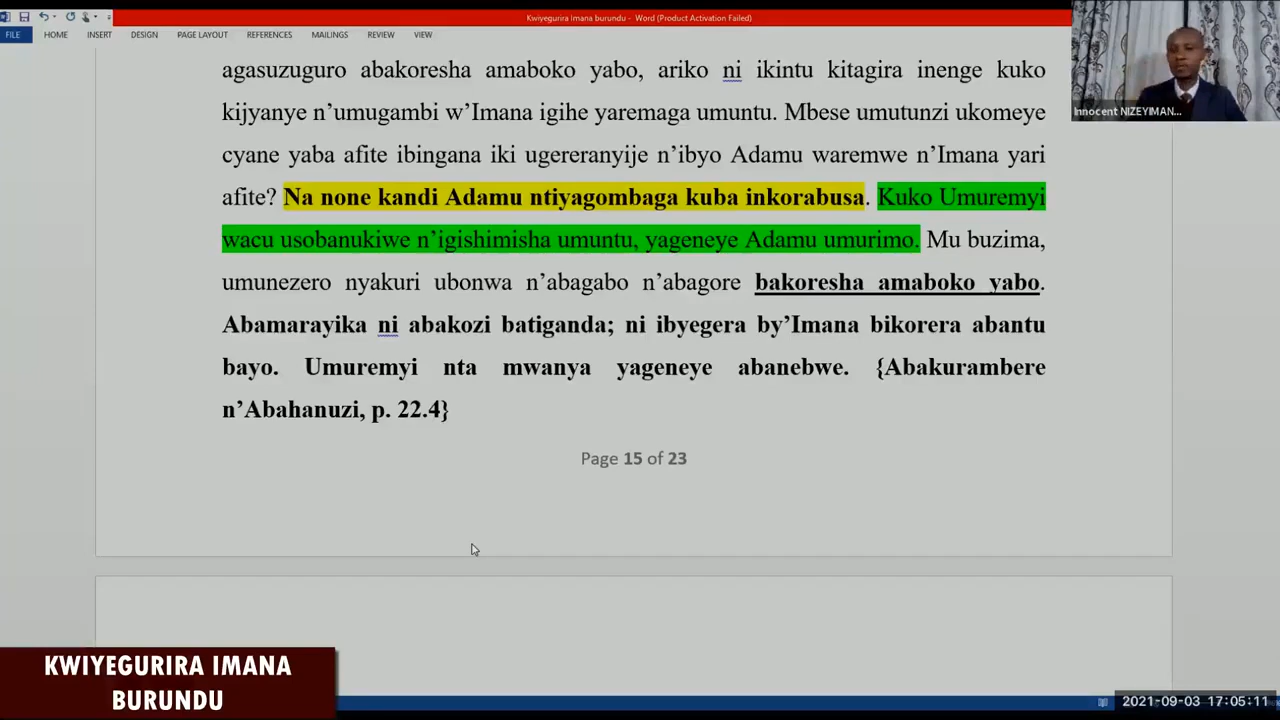 Kwiyegurira Imana burundu - Word (Product Activation Failed)
FILE HOME INSERT DESIGN PAGE LAYOUT REFERENCES MAILINGS REVIEW VIEW
Innocent NIZEYIMAN...
agasuzuguro abakoresha amaboko yabo, ariko ni ikintu kitagira inenge kuko
kijyanye n’umugambi w’Imana igihe yaremaga umuntu. Mbese umutunzi ukomeye
cyane yaba afite ibingana iki ugereranyije n’ibyo Adamu waremwe n’Imana yari
afite? Na none kandi Adamu ntiyagombaga kuba inkorabusa. Kuko Umuremyi
wacu usobanukiwe n’igishimisha umuntu, yageneye Adamu umurimo. Mu buzima,
umunezero nyakuri ubonwa n’abagabo n’abagore bakoresha amaboko yabo.
Abamarayika ni abakozi batiganda; ni ibyegera by’Imana bikorera abantu
bayo. Umuremyi nta mwanya yageneye abanebwe. {Abakurambere
n’Abahanuzi, p. 22.4}
Page 15 of 23
KWIYEGURIRA IMANA
BURUNDU
2021-09-03 17:05:11